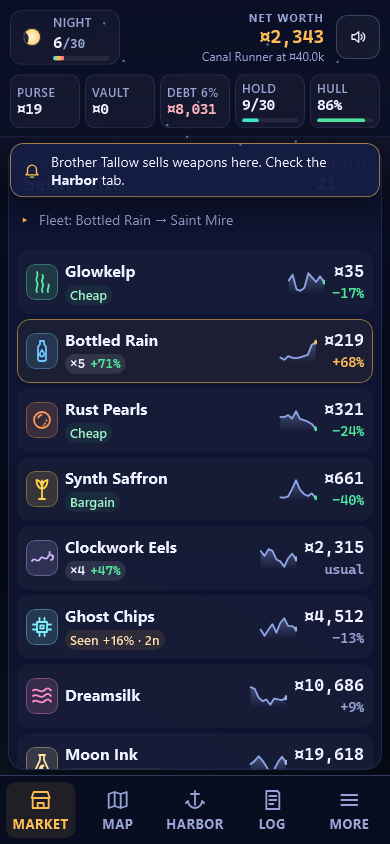 NIGHT
6/30
NET WORTH
¤2,343
Canal Runner at ¤40.0k
PURSE
¤19
VAULT
¤0
DEBT 6%
¤8,031
HOLD
9/30
HULL
86%
Brother Tallow sells weapons here. Check the
Harbor tab.
Fleet: Bottled Rain → Saint Mire
Glowkelp
Cheap
¤35
−17%
Bottled Rain
×5 +71%
¤219
+68%
Rust Pearls
Cheap
¤321
−24%
Synth Saffron
Bargain
¤661
−40%
Clockwork Eels
×4 +47%
¤2,315
usual
Ghost Chips
Seen +16% · 2n
¤4,512
−13%
Dreamsilk
¤10,686
+9%
Moon Ink
¤19,618
MARKET
MAP
HARBOR
LOG
MORE